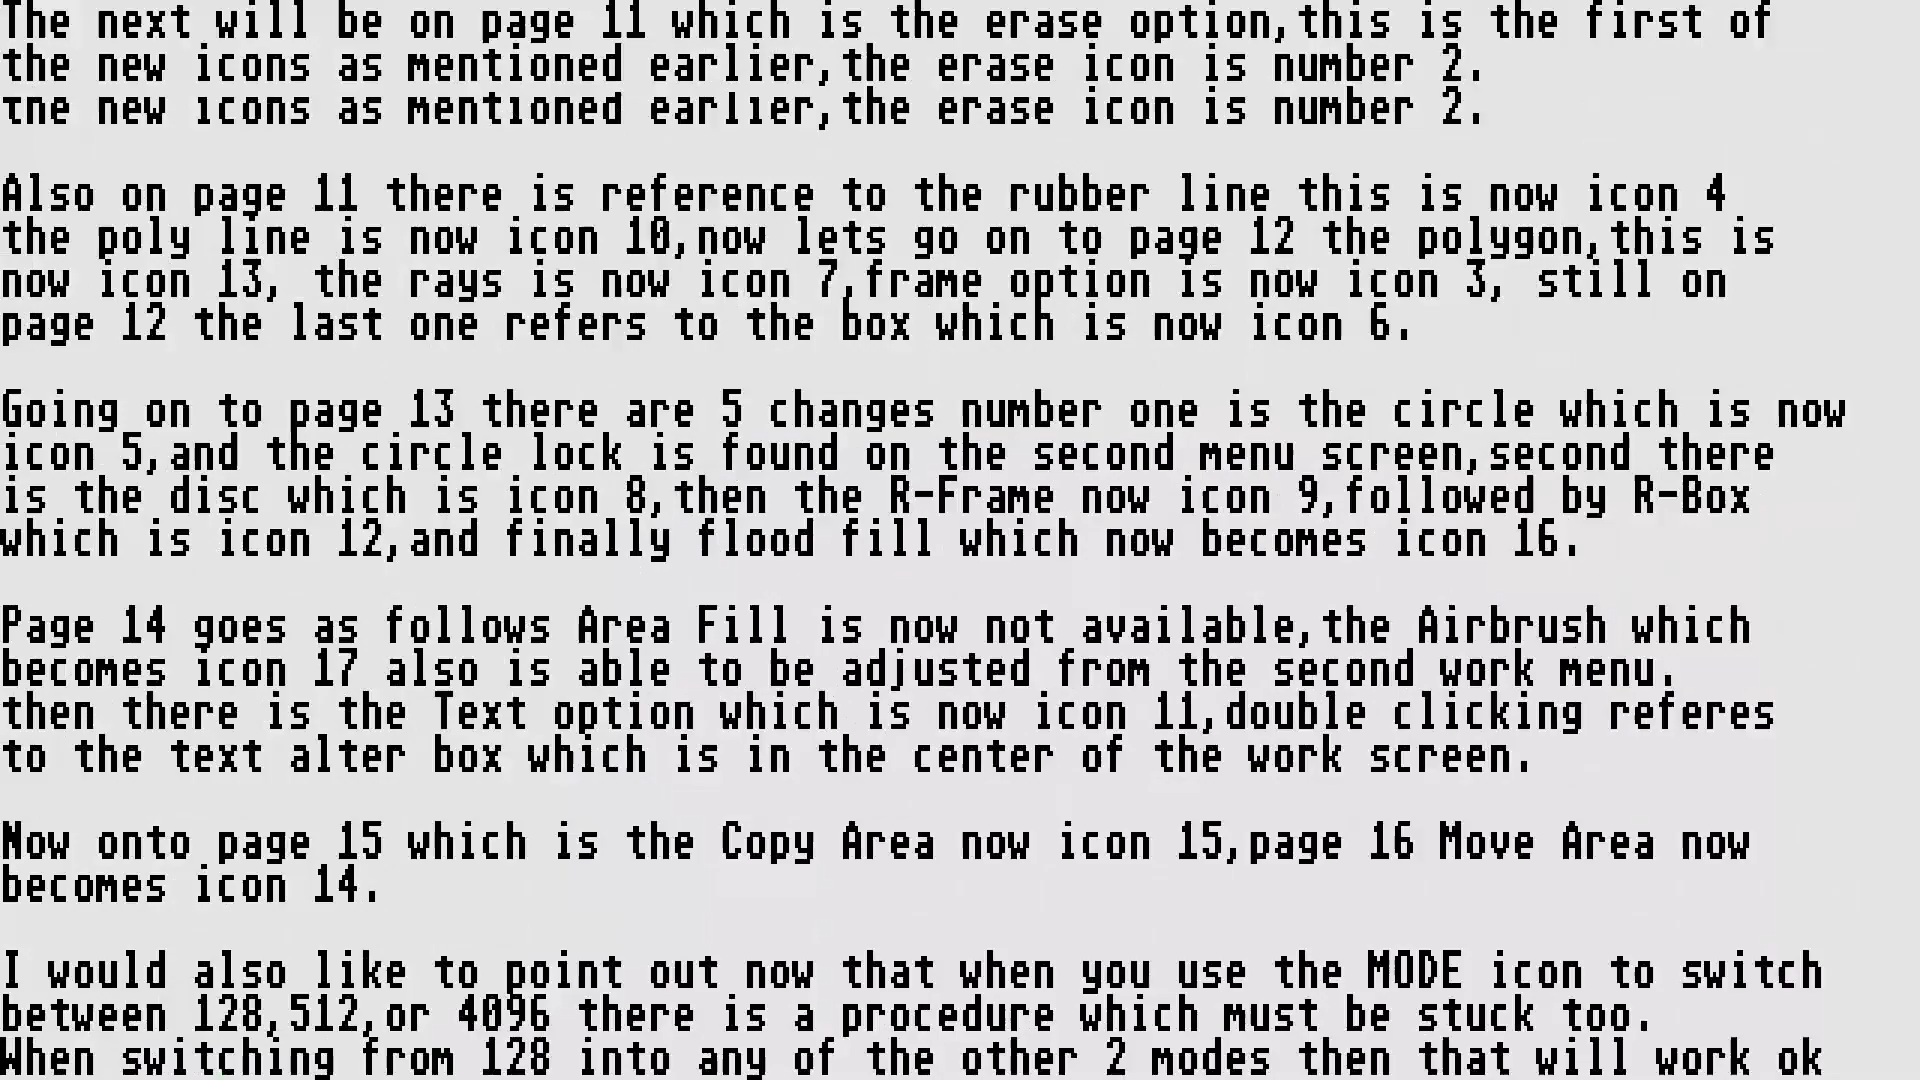 The next will be on page 11 which is the erase option,this is the first of
the new icons as mentioned earlier,the erase icon is number 2.
the new icons as mentioned earlier,the erase icon is number 2.
Also on page 11 there is reference to the rubber line this is now icon 4
the poly line is now icon 10,now lets go on to page 12 the polygon,this is
now icon 13, the rays is now icon 7,frame option is now icon 3, still on
page 12 the last one refers to the box which is now icon 6.
Going on to page 13 there are 5 changes number one is the circle which is now
icon 5,and the circle lock is found on the second menu screen,second there
is the disc which is icon 8,then the R-Frame now icon 9,followed by R-Box
which is icon 12,and finally flood fill which now becomes icon 16.
Page 14 goes as follows Area Fill is now not available,the Airbrush which
becomes icon 17 also is able to be adjusted from the second work menu.
then there is the Text option which is now icon 11,double clicking referes
to the text alter box which is in the center of the work screen.
Now onto page 15 which is the Copy Area now icon 15,page 16 Move Area now
becomes icon 14.
I would also like to point out now that when you use the MODE icon to switch
between 128,512,or 4096 there is a procedure which must be stuck too.
When switching from 128 into any of the other 2 modes then that will work ok